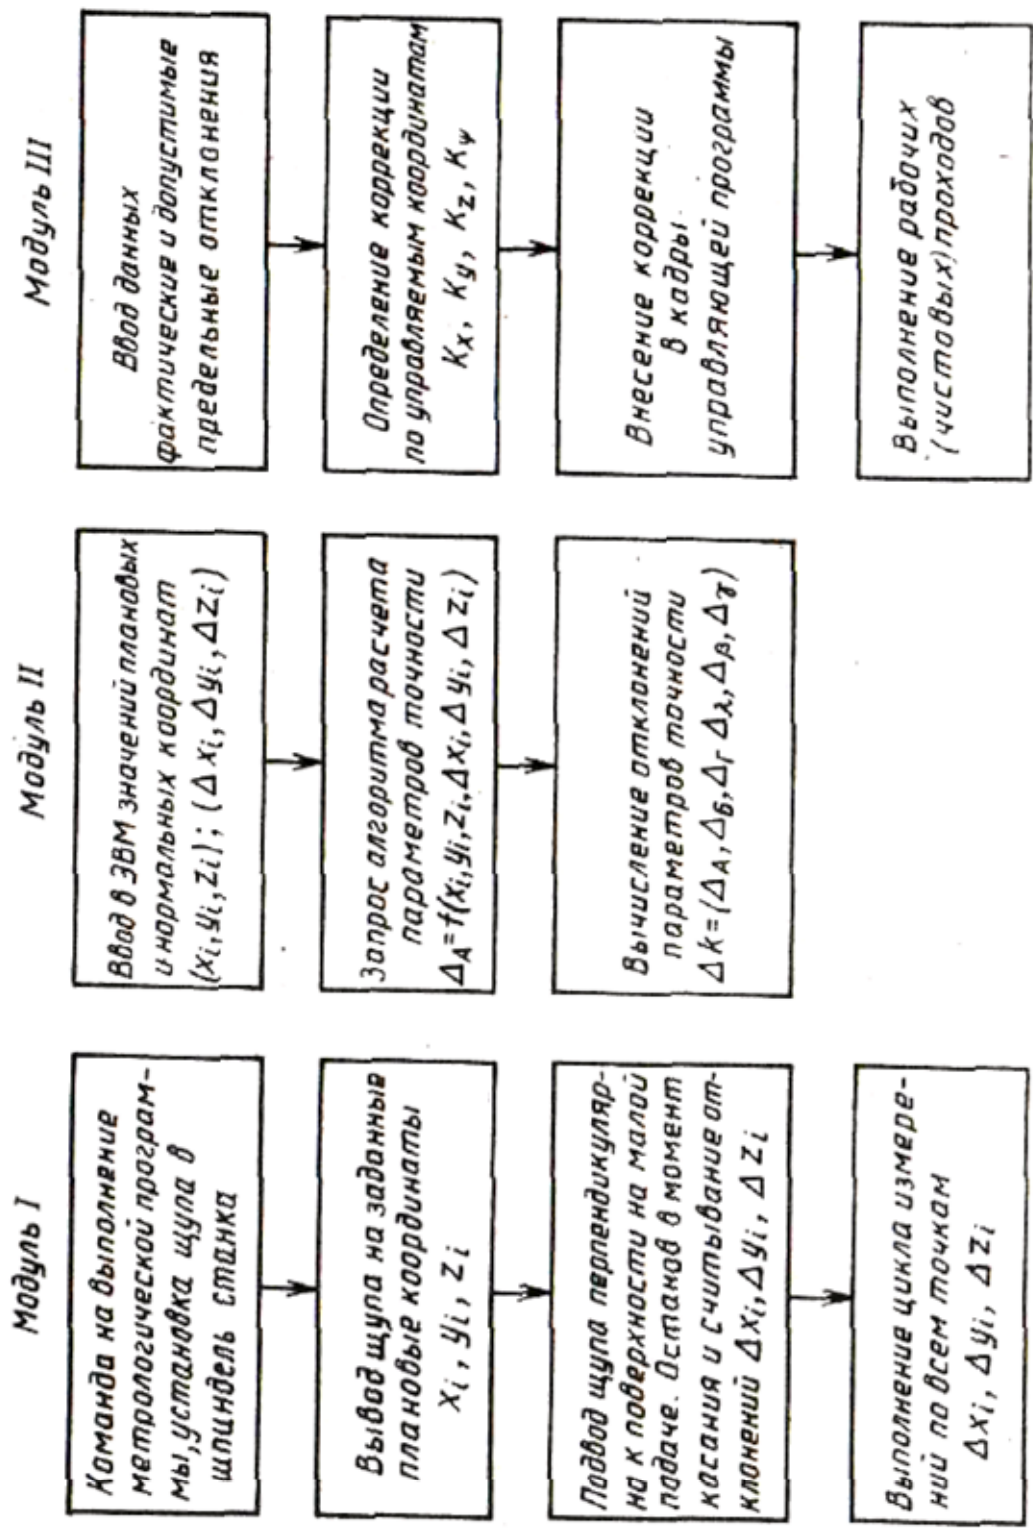 Модуль I
Команда на выполнение
метрологической програм-
мы, установка щупа в
шпиндель станка
Вывод щупа на заданные
плановые координаты
xi, yi, zi
Подвод щупа перпендикуляр-
на к поверхности на малой
подаче. Останов в момент
касания и считывание от-
клонений Δxi, Δyi, Δzi
Выполнение цикла измере-
ний по всем точкам
Δxi, Δyi, Δzi
Модуль II
Ввод в ЭВМ значений плановых
и нормальных координат
(xi, yi, zi); (Δxi, Δyi, Δzi)
Запрос алгоритма расчета
параметров точности
ΔA=f(xi, yi, zi, Δxi, Δyi, Δzi)
Вычисление отклонений
параметров точности
Δk=(ΔA, Δб, Δг Δλ, Δβ, Δγ)
Модуль III
Ввод данных
фактические и допустимые
предельные отклонения
Определение коррекции
по управляемым координатам
Kx, Ky, Kz, Kψ
Внесение коррекции
в кадры
управляющей программы
Выполнение рабочих
(чистовых) проходов